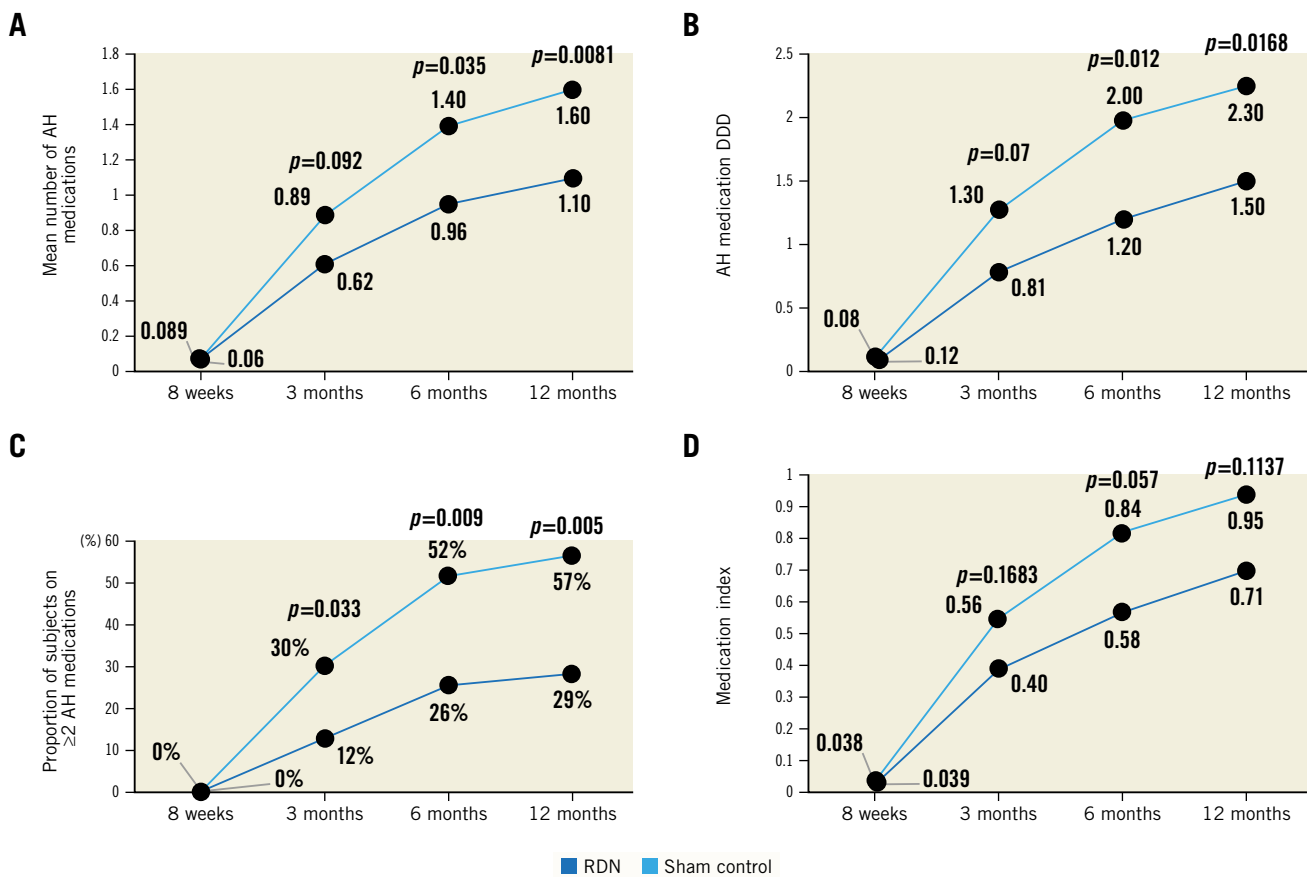 A
Mean number of AH
medications
1.8
1.6
1.4
1.2
1
0.8
0.6
0.4
0.2
0
p=0.092
p=0.035
p=0.0081
0.89
1.40
1.60
0.62
0.96
1.10
0.089
0.06
8 weeks
3 months
6 months
12 months
B
AH medication DDD
2.5
2
1.5
1
0.5
0
p=0.07
p=0.012
p=0.0168
1.30
2.00
2.30
0.81
1.20
1.50
0.08
0.12
8 weeks
3 months
6 months
12 months
C
Proportion of subjects on
≥2 AH medications
(%) 60
50
40
30
20
10
0
p=0.033
p=0.009
p=0.005
30%
52%
57%
12%
26%
29%
0%
0%
8 weeks
3 months
6 months
12 months
D
Medication index
1
0.9
0.8
0.7
0.6
0.5
0.4
0.3
0.2
0.1
0
p=0.1683
p=0.057
p=0.1137
0.56
0.84
0.95
0.40
0.58
0.71
0.038
0.039
8 weeks
3 months
6 months
12 months
RDN
Sham control